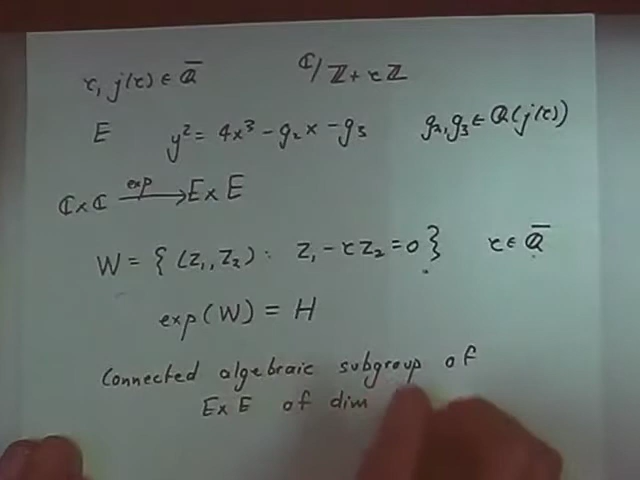 τ, j(τ) ∈ ℚ̄ ℂ/ℤ+τℤ
E y² = 4x³ - g₂x - g₃ g₂, g₃ ∈ ℚ(j(τ))
ℂ×ℂ exp→ E×E
W = { (z₁, z₂) : z₁ - τz₂ = 0 } τ ∈ ℚ̄
exp(W) = H
Connected algebraic subgroup of
E×E of dim